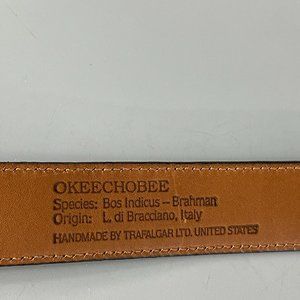 OKEECHOBEE
Species: Bos Indicus – Brahman
Origin: L. di Bracciano, Italy
HANDMADE BY TRAFALGAR LTD. UNITED STATES